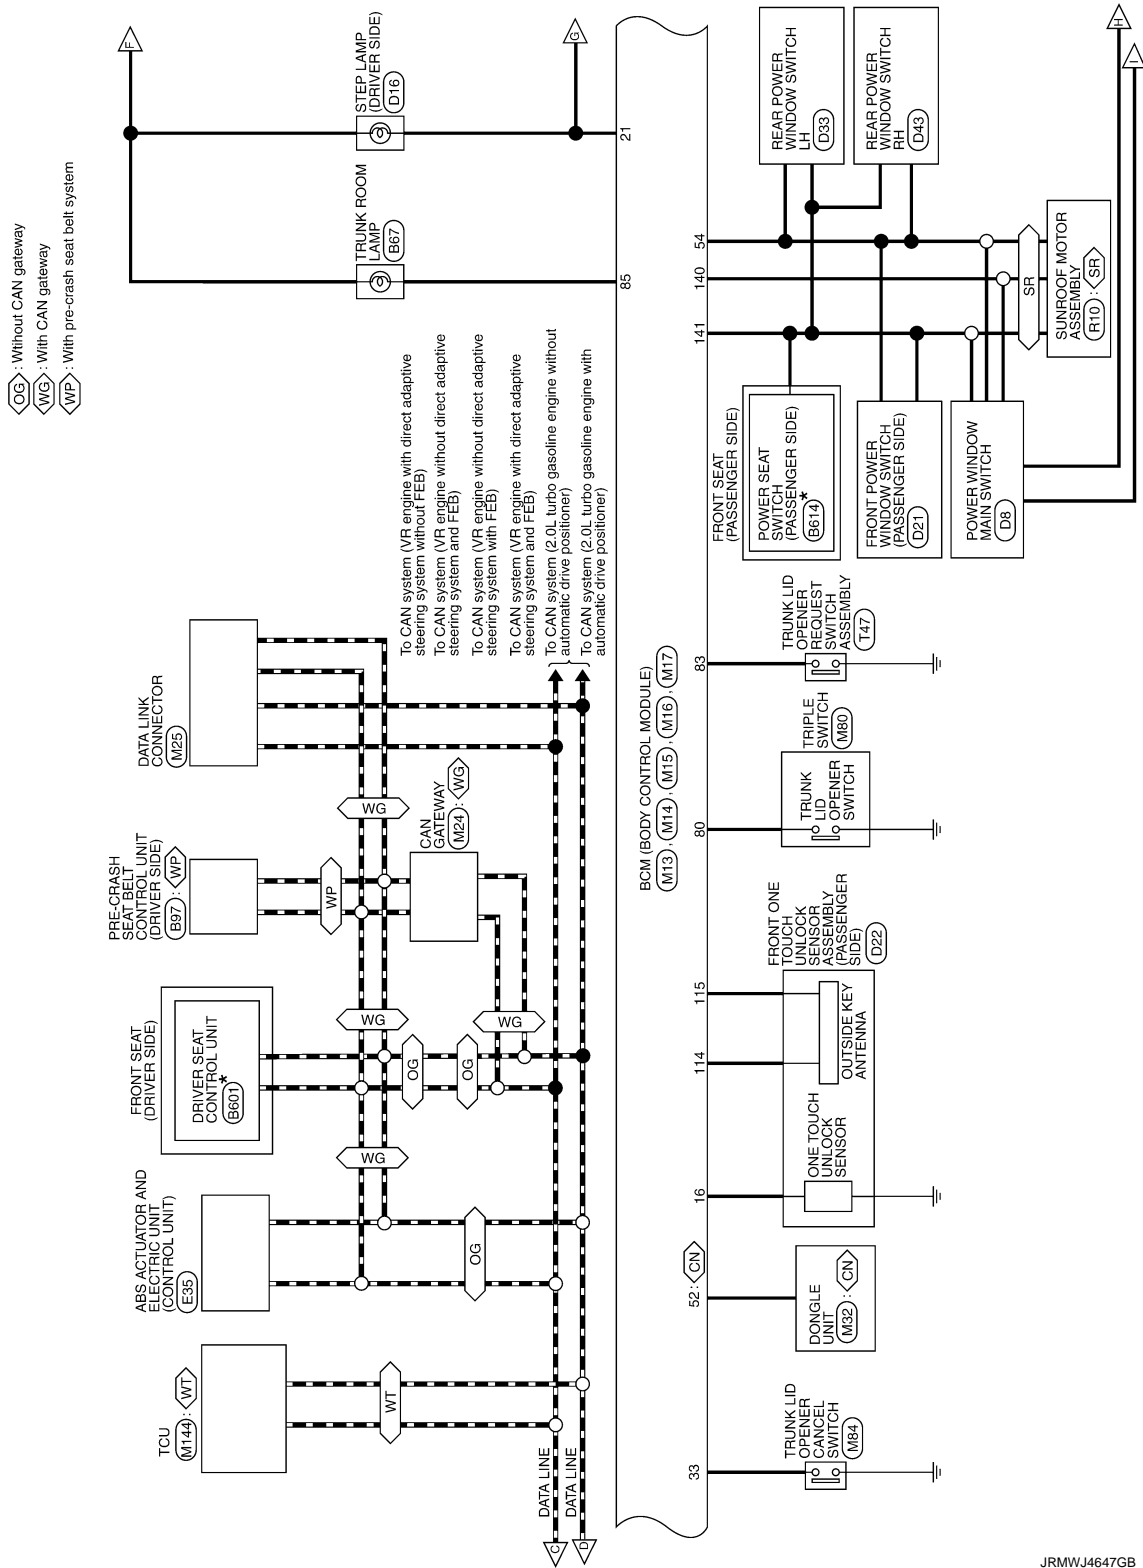 OG : Wtihout CAN gateway
WG : With CAN gateway
WP : With pre-crash seat belt system
TCU
M144 : WT
ABS ACTUATOR AND
ELECTRIC UNIT
(CONTROL UNIT)
E35
FRONT SEAT
(DRIVER SIDE)
DRIVER SEAT
CONTROL UNIT
*
B601
PRE-CRASH
SEAT BELT
CONTROL UNIT
(DRIVER SIDE)
B97 : WP
DATA LINK
CONNECTOR
M25
CAN
GATEWAY
M24 : WG
WT
OG
WG
OG
OG
WG
WG
WP
WG
DATA LINE
DATA LINE
C
D
To CAN system (VR engine with direct adaptive
steering system without FEB)
To CAN system (VR engine without direct adaptive
steering system and FEB)
To CAN system (VR engine without direct adaptive
steering system with FEB)
To CAN system (VR engine with direct adaptive
steering system and FEB)
To CAN system (2.0L turbo gasoline engine without
automatic drive positioner)
To CAN system (2.0L turbo gasoline engine with
automatic drive positioner)
TRUNK ROOM
LAMP
B67
STEP LAMP
(DRIVER SIDE)
D16
F
G
85
21
BCM (BODY CONTROL MODULE)
M13 , M14 , M15 , M16 , M17
33
52 : CN
16
114
115
80
83
141
140
54
TRUNK LID
OPENER
CANCEL
SWITCH
M84
DONGLE
UNIT
M32 : CN
ONE TOUCH
UNLOCK
SENSOR
OUTSIDE KEY
ANTENNA
FRONT ONE
TOUCH
UNLOCK
SENSOR
ASSEMBLY
(PASSENGER
SIDE)
D22
TRUNK
LID
OPENER
SWITCH
TRIPLE
SWITCH
M80
TRUNK LID
OPENER
REQUEST
SWITCH
ASSEMBLY
T47
FRONT SEAT
(PASSENGER SIDE)
POWER SEAT
SWITCH
(PASSENGER SIDE)
*
B614
FRONT POWER
WINDOW SWITCH
(PASSENGER SIDE)
D21
POWER WINDOW
MAIN SWITCH
D8
SR
SUNROOF MOTOR
ASSEMBLY
R10 : SR
REAR POWER
WINDOW SWITCH
LH
D33
REAR POWER
WINDOW SWITCH
RH
D43
H
I
JRMWJ4647GB